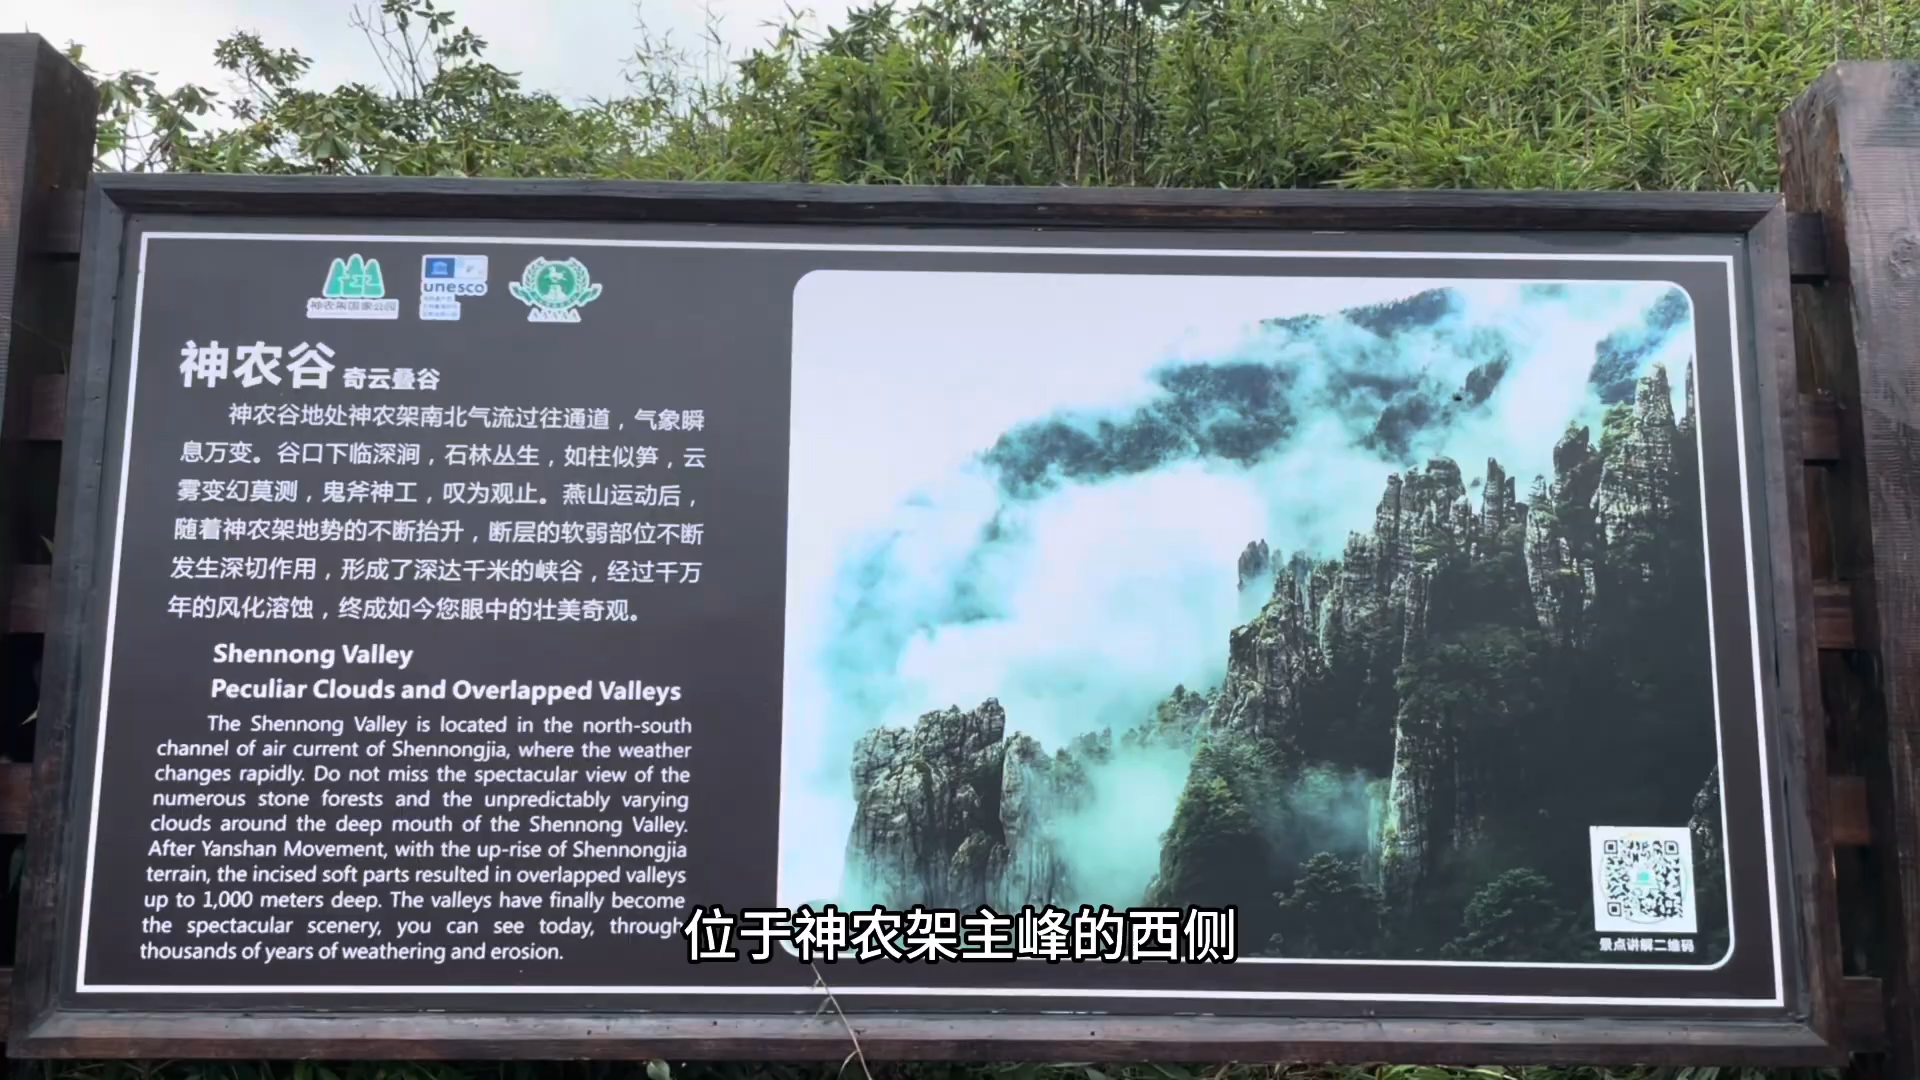 神农架国家公园
unesco
神农谷 奇云叠谷
神农谷地处神农架南北气流过往通道，气象瞬
息万变。谷口下临深涧，石林丛生，如柱似笋，云
雾变幻莫测，鬼斧神工，叹为观止。燕山运动后，
随着神农架地势的不断抬升，断层的软弱部位不断
发生深切作用，形成了深达千米的峡谷，经过千万
年的风化溶蚀，终成如今您眼中的壮美奇观。
Shennong Valley
Peculiar Clouds and Overlapped Valleys
The Shennong Valley is located in the north-south
channel of air current of Shennongjia, where the weather
changes rapidly. Do not miss the spectacular view of the
numerous stone forests and the unpredictably varying
clouds around the deep mouth of the Shennong Valley.
After Yanshan Movement, with the up-rise of Shennongjia
terrain, the incised soft parts resulted in overlapped valleys
up to 1,000 meters deep. The valleys have finally become
the spectacular scenery, you can see today, through
thousands of years of weathering and erosion.
景点讲解二维码
位于神农架主峰的西侧